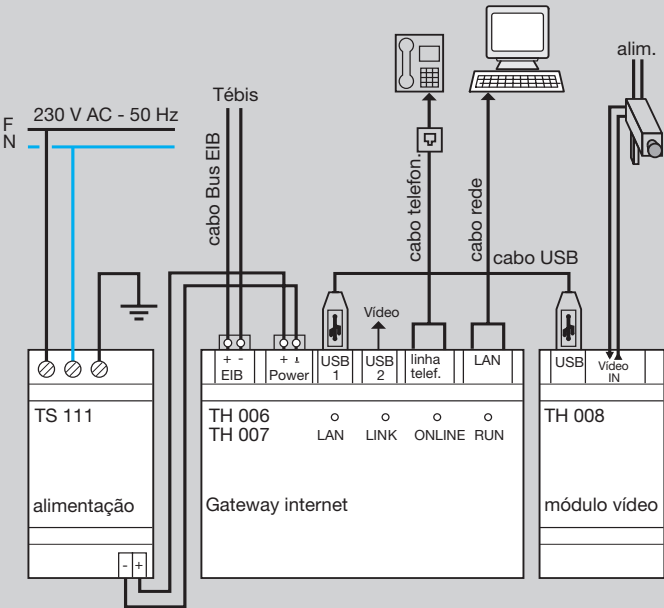 alim.
F
N
230 V AC - 50 Hz
Tébis
cabo Bus EIB
cabo telefon.
cabo rede
cabo USB
Vídeo
+ -
EIB
+ ⊥
Power
USB
1
USB
2
linha
telef.
LAN
USB
Vídeo
IN
TS 111
alimentação
- +
TH 006
TH 007
LAN
LINK
ONLINE
RUN
Gateway internet
TH 008
módulo vídeo